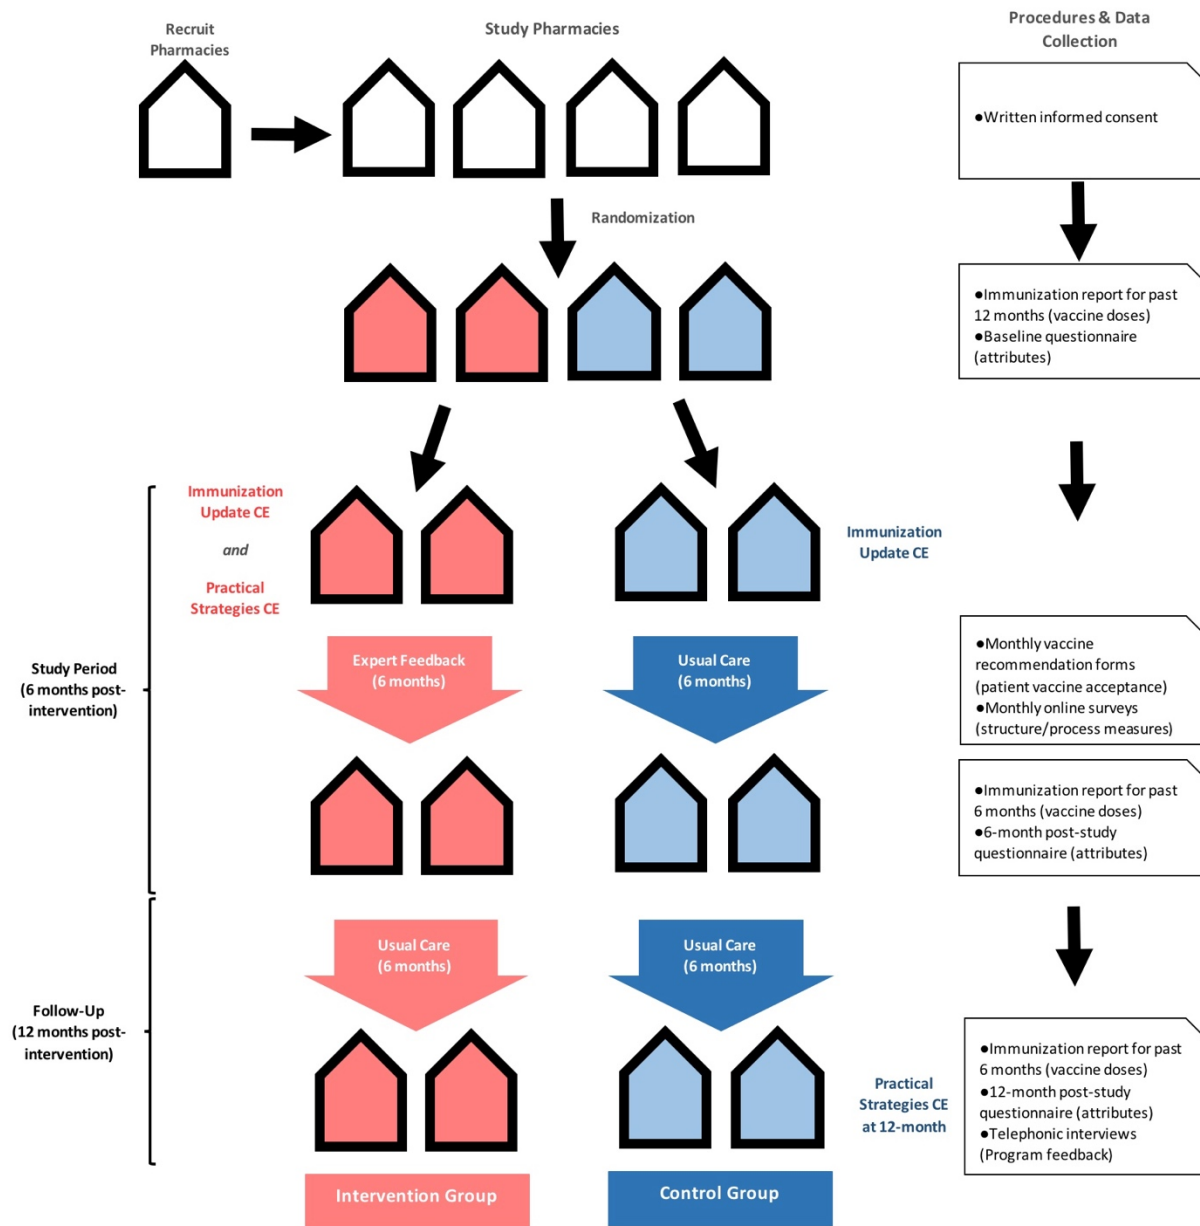 Recruit
Pharmacies
Study Pharmacies
Procedures & Data
Collection
●Written informed consent
Randomization
●Immunization report for past
12 months (vaccine doses)
●Baseline questionnaire
(attributes)
Immunization
Update CE
and
Practical
Strategies CE
Immunization
Update CE
Study Period
(6 months post-
intervention)
Expert Feedback
(6 months)
Usual Care
(6 months)
●Monthly vaccine
recommendation forms
(patient vaccine acceptance)
●Monthly online surveys
(structure/process measures)
●Immunization report for past
6 months (vaccine doses)
●6-month post-study
questionnaire (attributes)
Usual Care
(6 months)
Usual Care
(6 months)
Follow-Up
(12 months post-
intervention)
Practical
Strategies CE
at 12-month
●Immunization report for past
6 months (vaccine doses)
●12-month post-study
questionnaire (attributes)
●Telephonic interviews
(Program feedback)
Intervention Group
Control Group